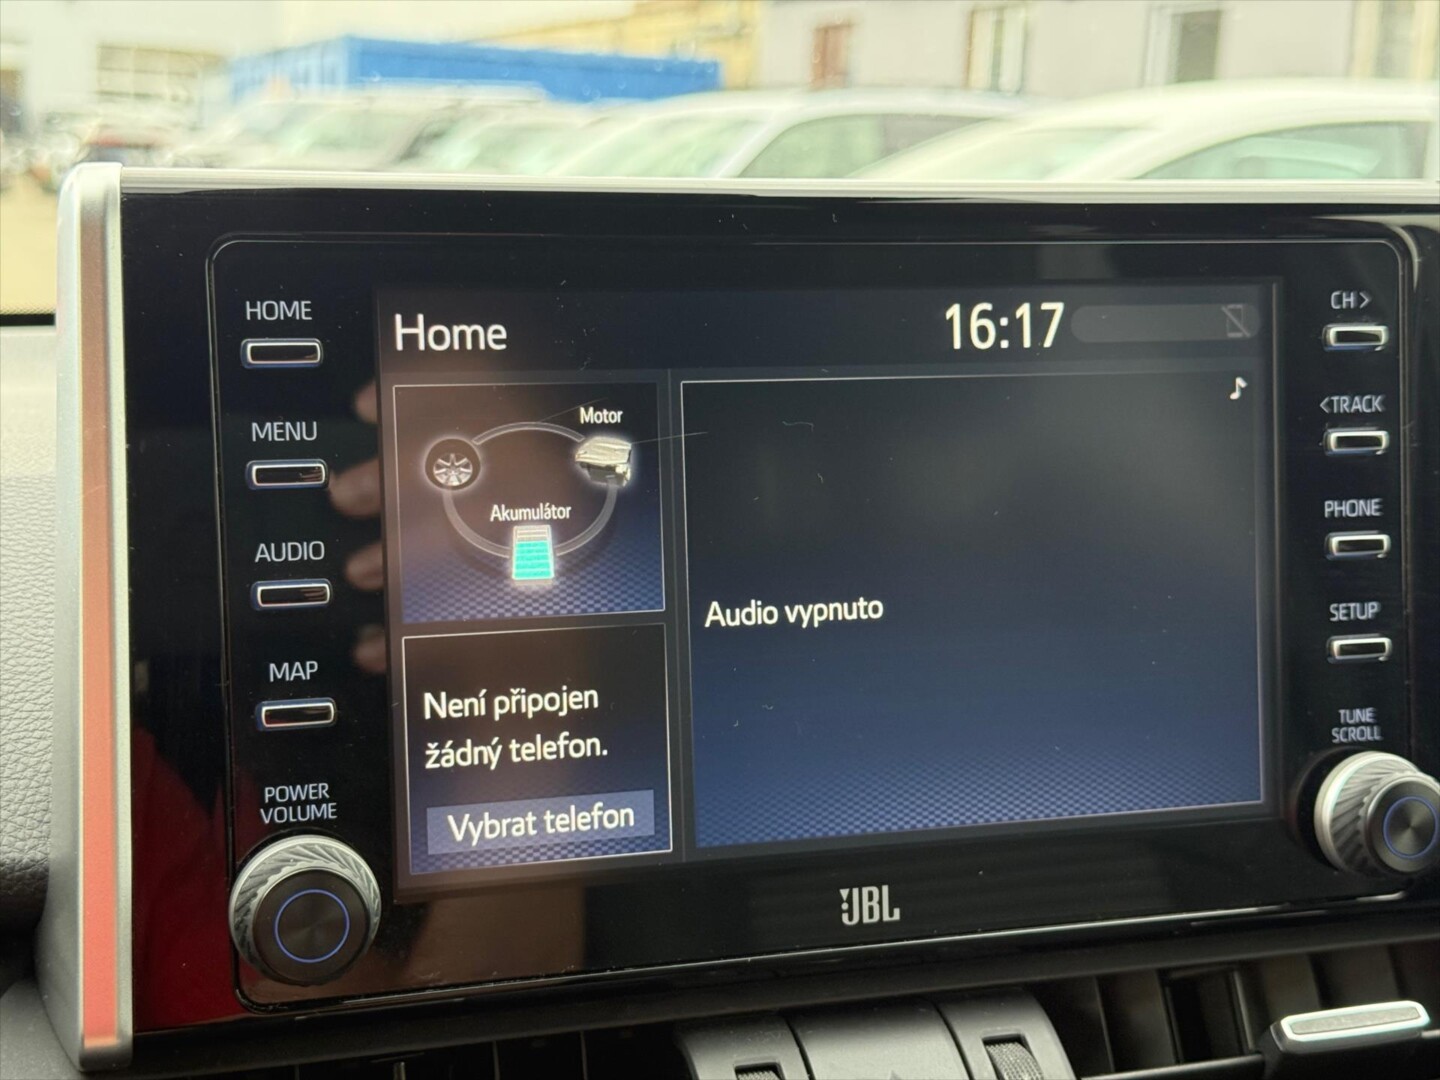 HOME
MENU
AUDIO
MAP
POWER
VOLUME
Home
16:17
Motor
Akumulátor
Není připojen
žádný telefon.
Vybrat telefon
Audio vypnuto
JBL
CH>
<TRACK
PHONE
SETUP
TUNE
SCROLL